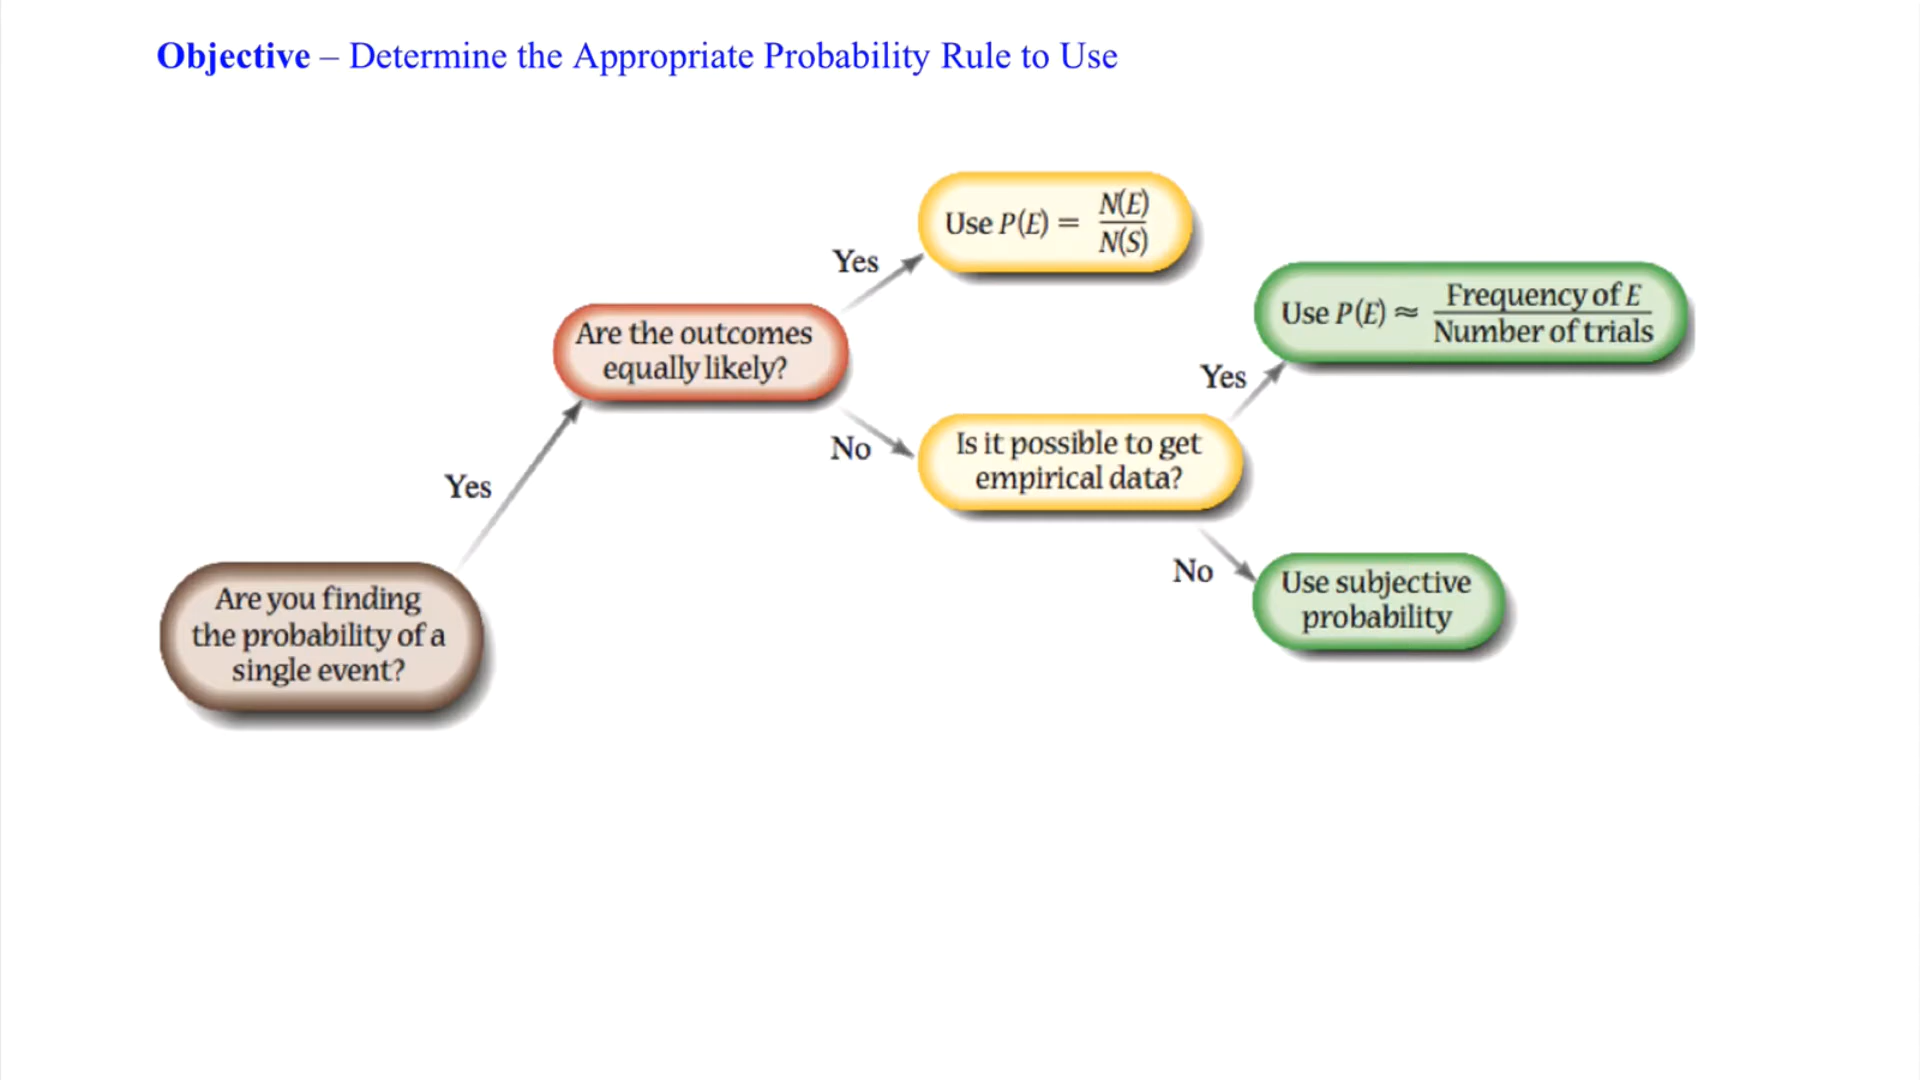 Objective – Determine the Appropriate Probability Rule to Use
Use P(E) = N(E)/N(S)
Yes
Are the outcomes
equally likely?
Use P(E) ≈ Frequency of E/Number of trials
Yes
No
Is it possible to get
empirical data?
Yes
No
Use subjective
probability
Are you finding
the probability of a
single event?